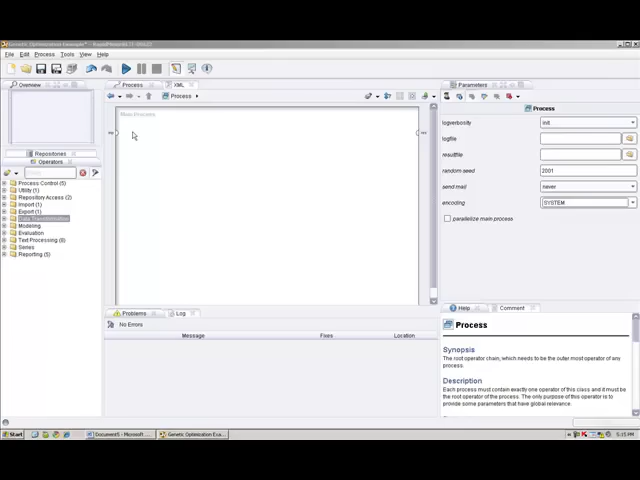 File Edit Process Tools View Help
Overview
Process XML
Parameters
Process
Main Process
Process
logverbosity init
logfile
resultfile
random seed 2001
send mail never
encoding SYSTEM
parallelize main process
Repositories
Operators
Process Control (5)
Utility (1)
Repository Access (2)
Import (1)
Export (1)
Data Transformation
Modeling
Evaluation
Text Processing (8)
Series
Reporting (5)
Problems Log
No Errors
Message Fixes Location
Help Comment
Process
Synopsis
The root operator chain, which needs to be the outer most operator of any
process.
Description
Each process must contain exactly one operator of this class and it must be
the root operator of the process. The only purpose of this operator is to
provide some parameters that have global relevance.
Start
Document5 - Microsoft ...
Genetic Optimization Exa...
5:15 PM